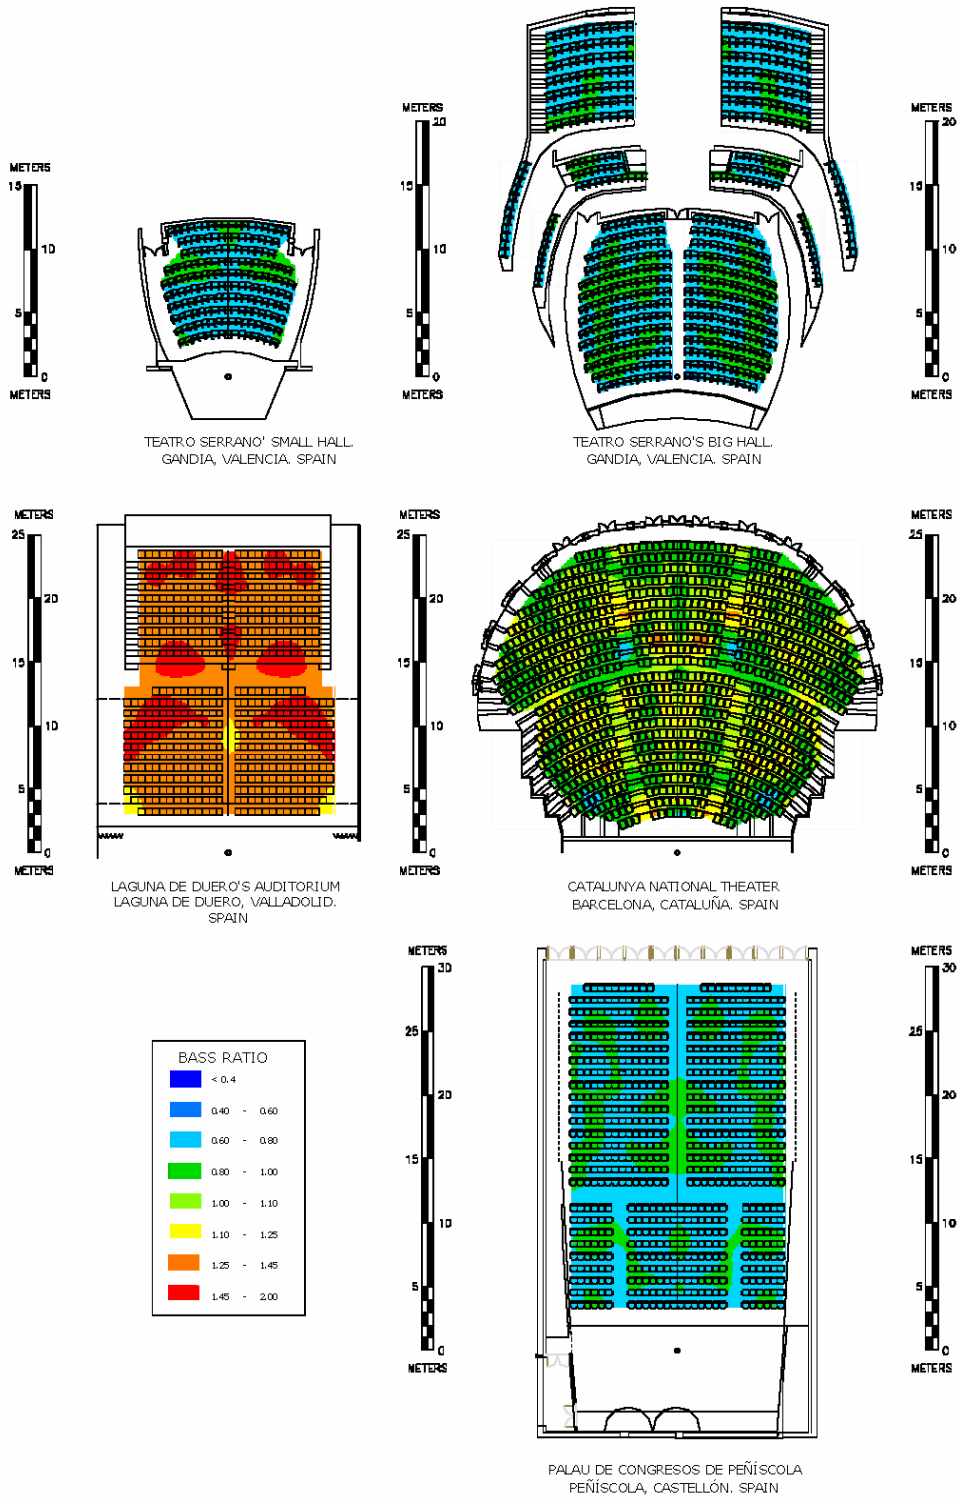 METERS
20
15
10
5
0
METERS
METERS
20
15
10
5
0
METERS
METERS
15
10
5
0
METERS
TEATRO SERRANO' SMALL HALL.
GANDIA, VALENCIA. SPAIN
TEATRO SERRANO'S BIG HALL.
GANDIA, VALENCIA. SPAIN
METERS
25
20
15
10
5
0
METERS
METERS
25
20
15
10
5
0
METERS
METERS
25
20
15
10
5
0
METERS
LAGUNA DE DUERO'S AUDITORIUM
LAGUNA DE DUERO, VALLADOLID.
SPAIN
CATALUNYA NATIONAL THEATER
BARCELONA, CATALUÑA. SPAIN
METERS
30
25
20
15
10
5
0
METERS
METERS
30
25
20
15
10
5
0
METERS
BASS RATIO
< 0.4
0.40 - 0.60
0.60 - 0.80
0.80 - 1.00
1.00 - 1.10
1.10 - 1.25
1.25 - 1.45
1.45 - 2.00
PALAU DE CONGRESOS DE PEÑÍSCOLA
PEÑÍSCOLA, CASTELLÓN. SPAIN